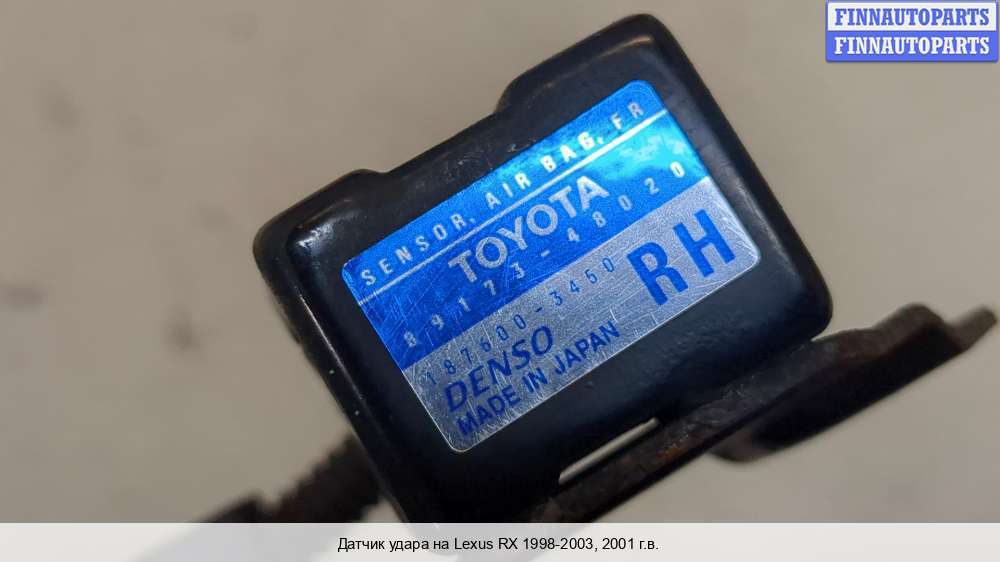 FINNAUTOPARTS
FINNAUTOPARTS
SENSOR, AIR BAG, FR
TOYOTA
89173-48020
187600-3450
RH
DENSO
MADE IN JAPAN
Датчик удара на Lexus RX 1998-2003, 2001 г.в.